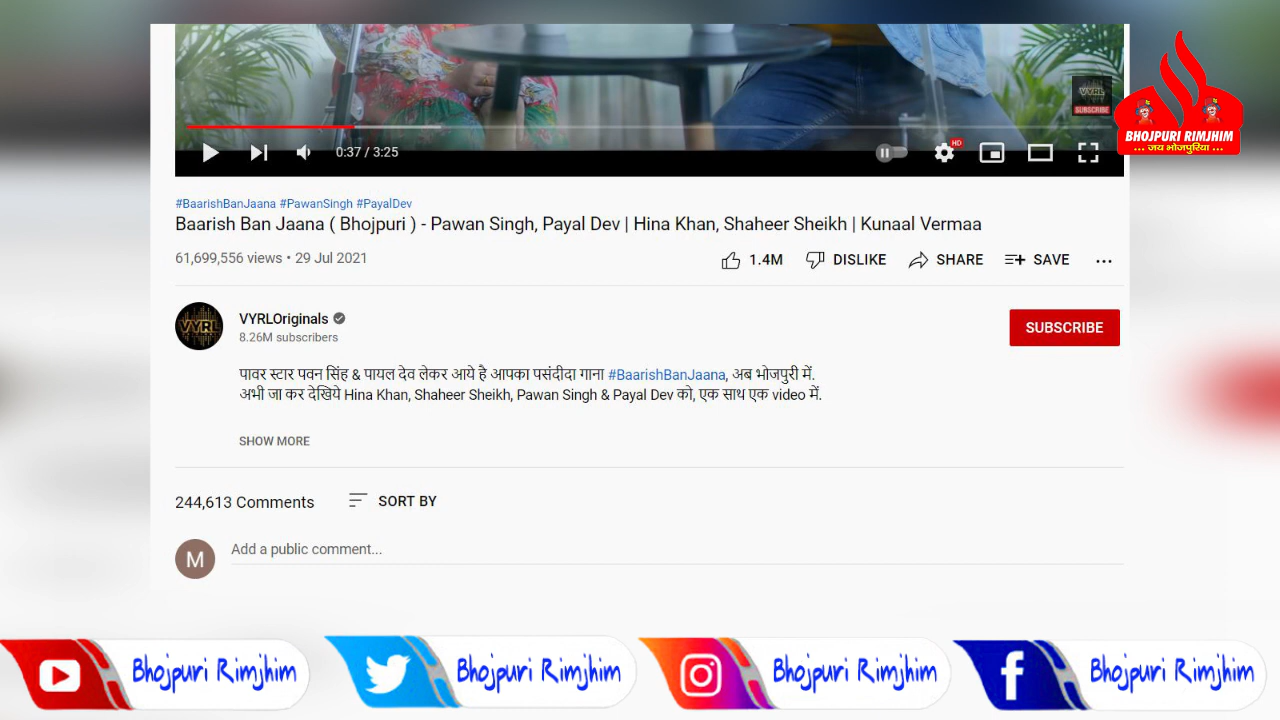 VYRL
SUBSCRIBE
BHOJPURI RIMJHIM
... जय भोजपुरिया ...
0:37 / 3:25
HD
#BaarishBanJaana #PawanSingh #PayalDev
Baarish Ban Jaana ( Bhojpuri ) - Pawan Singh, Payal Dev | Hina Khan, Shaheer Sheikh | Kunaal Vermaa
61,699,556 views • 29 Jul 2021
1.4M DISLIKE SHARE SAVE ...
VYRL
VYRLOriginals
8.26M subscribers
SUBSCRIBE
पावर स्टार पवन सिंह & पायल देव लेकर आये है आपका पसंदीदा गाना #BaarishBanJaana, अब भोजपुरी में.
अभी जा कर देखिये Hina Khan, Shaheer Sheikh, Pawan Singh & Payal Dev को, एक साथ एक video में.
SHOW MORE
244,613 Comments SORT BY
M Add a public comment...
Bhojpuri Rimjhim Bhojpuri Rimjhim Bhojpuri Rimjhim Bhojpuri Rimjhim